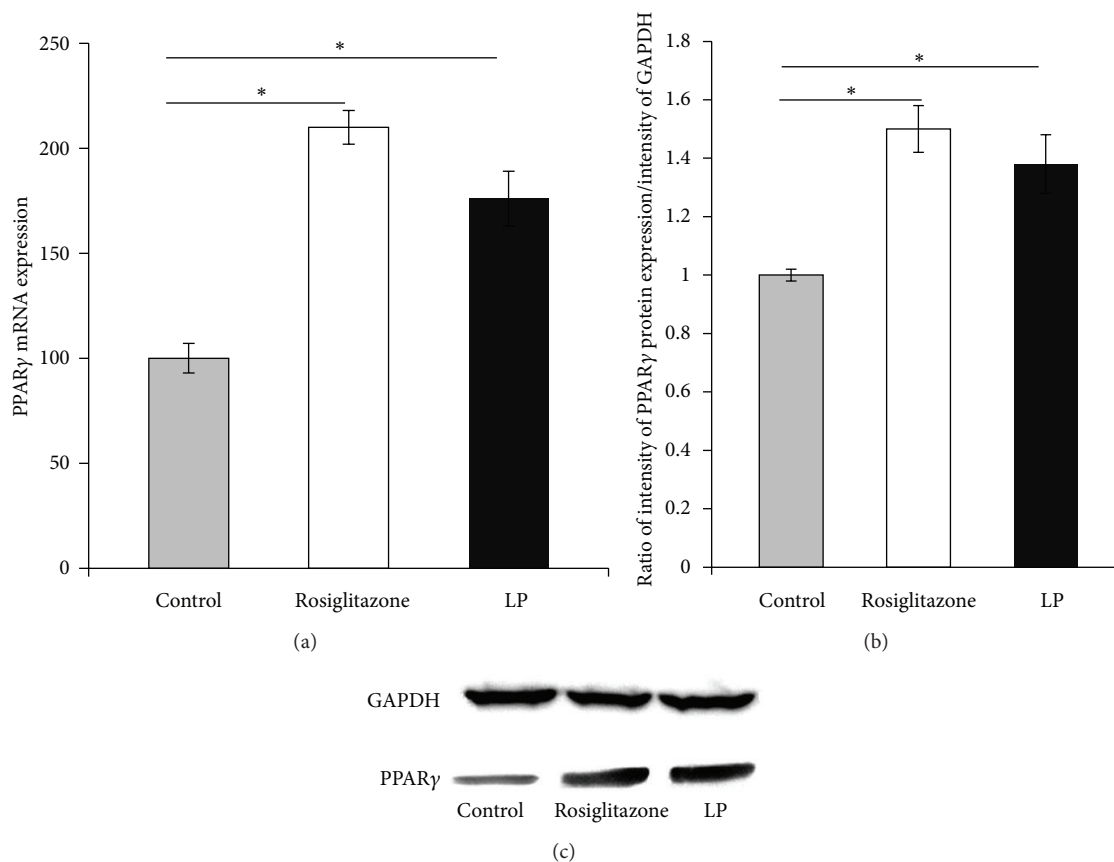 PPARγ mRNA expression
250
200
150
100
50
0
*
*
Control
Rosiglitazone
LP
(a)
Ratio of intensity of PPARγ protein expression/intensity of GAPDH
1.8
1.6
1.4
1.2
1
0.8
0.6
0.4
0.2
0
*
*
Control
Rosiglitazone
LP
(b)
GAPDH
PPARγ
Control
Rosiglitazone
LP
(c)